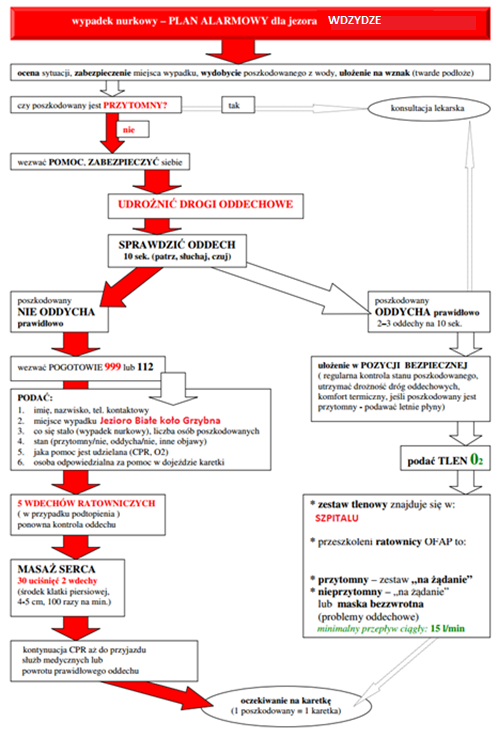 wypadek nurkowy – PLAN ALARMOWY dla jezora WDZYDZE
ocena sytuacji, zabezpieczenie miejsca wypadku, wydobycie poszkodowanego z wody, ułożenie na wznak (twarde podłoże)
czy poszkodowany jest PRZYTOMNY?
tak
konsultacja lekarska
nie
wezwać POMOC, ZABEZPIECZYĆ siebie
UDROŻNIĆ DROGI ODDECHOWE
SPRAWDZIĆ ODDECH
10 sek. (patrz, słuchaj, czuj)
poszkodowany
NIE ODDYCHA
prawidłowo
poszkodowany
ODDYCHA prawidłowo
2–3 oddechy na 10 sek.
wezwać POGOTOWIE 999 lub 112
PODAĆ:
1. imię, nazwisko, tel. kontaktowy
2. miejsce wypadku Jezioro Białe koło Grzybna
3. co się stało (wypadek nurkowy), liczba osób poszkodowanych
4. stan (przytomny/nie, oddycha/nie, inne objawy)
5. jaka pomoc jest udzielana (CPR, O2)
6. osoba odpowiedzialna za pomoc w dojeździe karetki
ułożenie w POZYCJI BEZPIECZNEJ
( regularna kontrola stanu poszkodowanego,
utrzymać drożność dróg oddechowych,
komfort termiczny, jeśli poszkodowany jest
przytomny - podawać letnie płyny)
podać TLEN 02
5 WDECHÓW RATOWNICZYCH
( w przypadku podtopienia )
ponowna kontrola oddechu
MASAŻ SERCA
30 uciśnięć 2 wdechy
(środek klatki piersiowej,
4-5 cm, 100 razy na min.)
kontynuacja CPR aż do przyjazdu
służb medycznych lub
powrotu prawidłowego oddechu
* zestaw tlenowy znajduje się w:
SZPITALU
* przeszkoleni ratownicy OFAP to:
* przytomny – zestaw „na żądanie”
* nieprzytomny – „na żądanie”
lub maska bezzwrotna
(problemy oddechowe)
minimalny przepływ ciągły: 15 l/min
oczekiwanie na karetkę
(1 poszkodowany = 1 karetka)